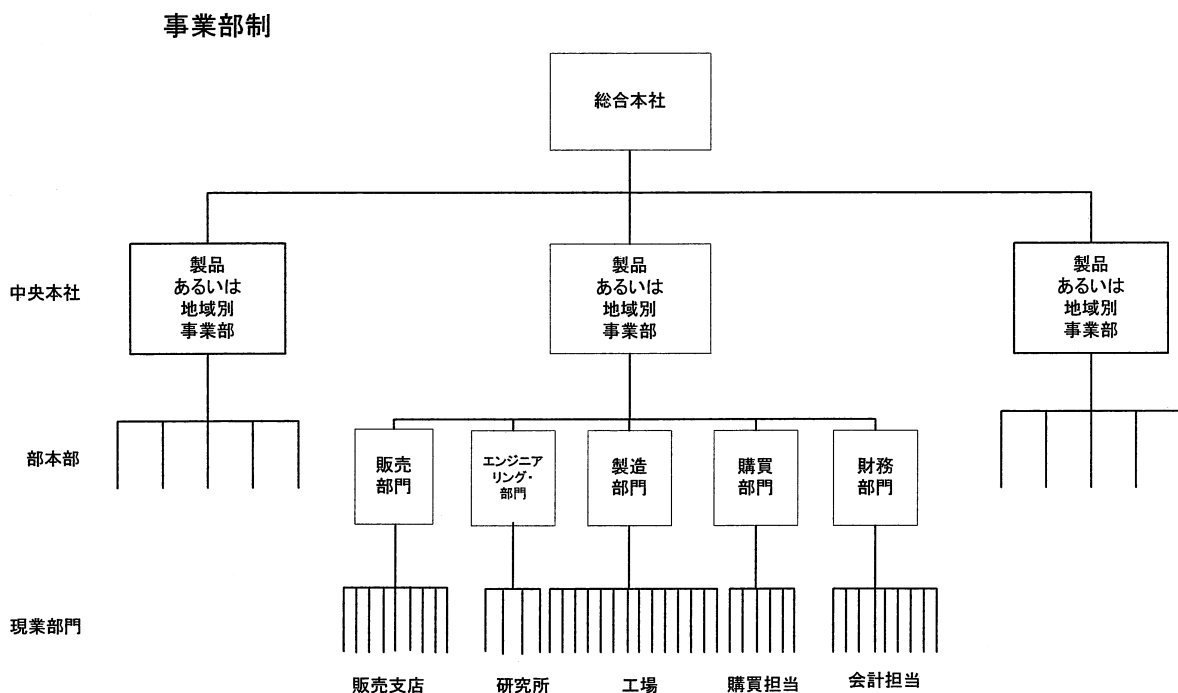 事業部制
総合本社
中央本社
製品
あるいは
地域別
事業部
製品
あるいは
地域別
事業部
製品
あるいは
地域別
事業部
部本部
販売
部門
エンジニア
リング・
部門
製造
部門
購買
部門
財務
部門
現業部門
販売支店
研究所
工場
購買担当
会計担当